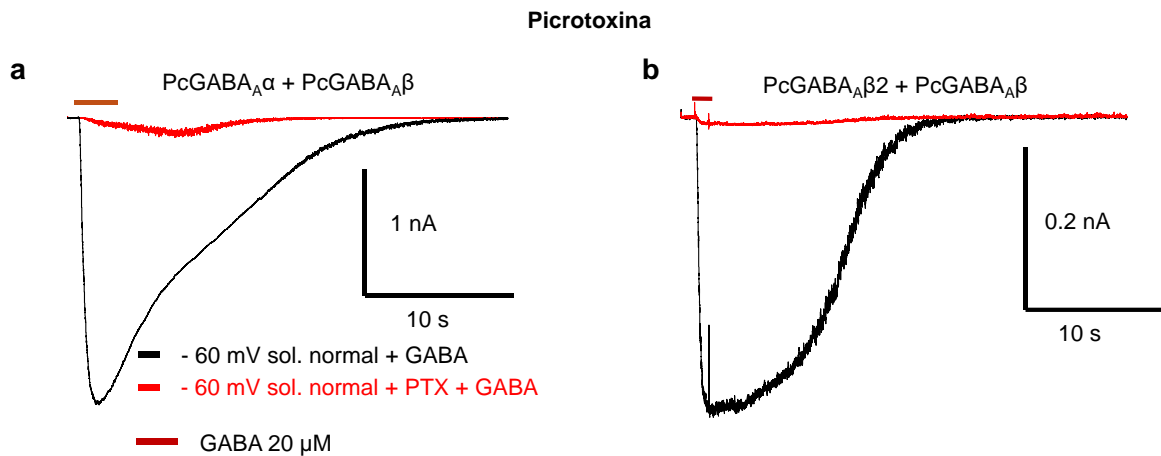 Picrotoxina
a
PcGABAAα + PcGABAAβ
1 nA
10 s
- 60 mV sol. normal + GABA
- 60 mV sol. normal + PTX + GABA
GABA 20 µM
b
PcGABAAβ2 + PcGABAAβ
0.2 nA
10 s